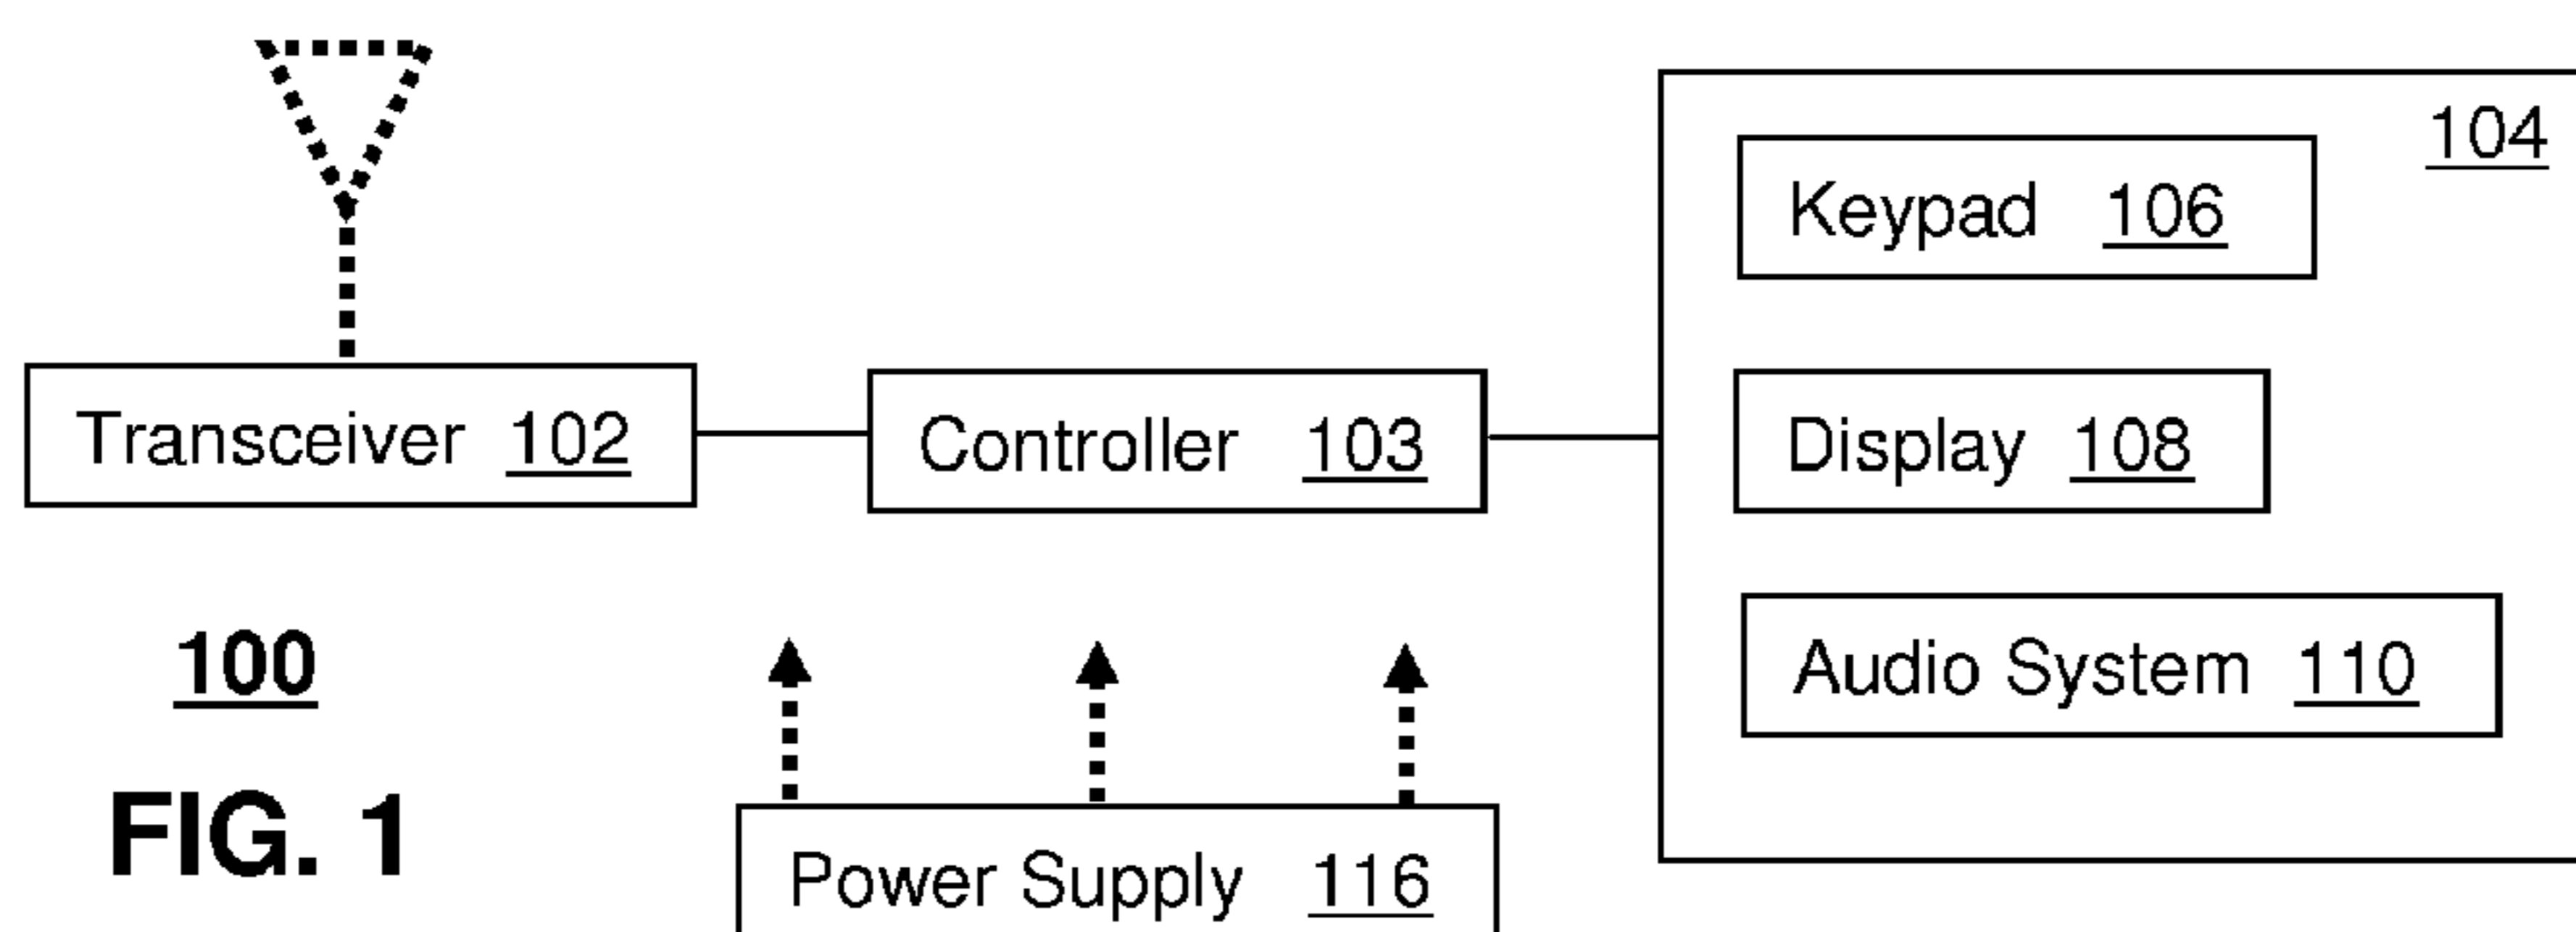 104
Keypad 106
Transceiver 102
Controller 103
Display 108
Audio System 110
100
FIG. 1
Power Supply 116